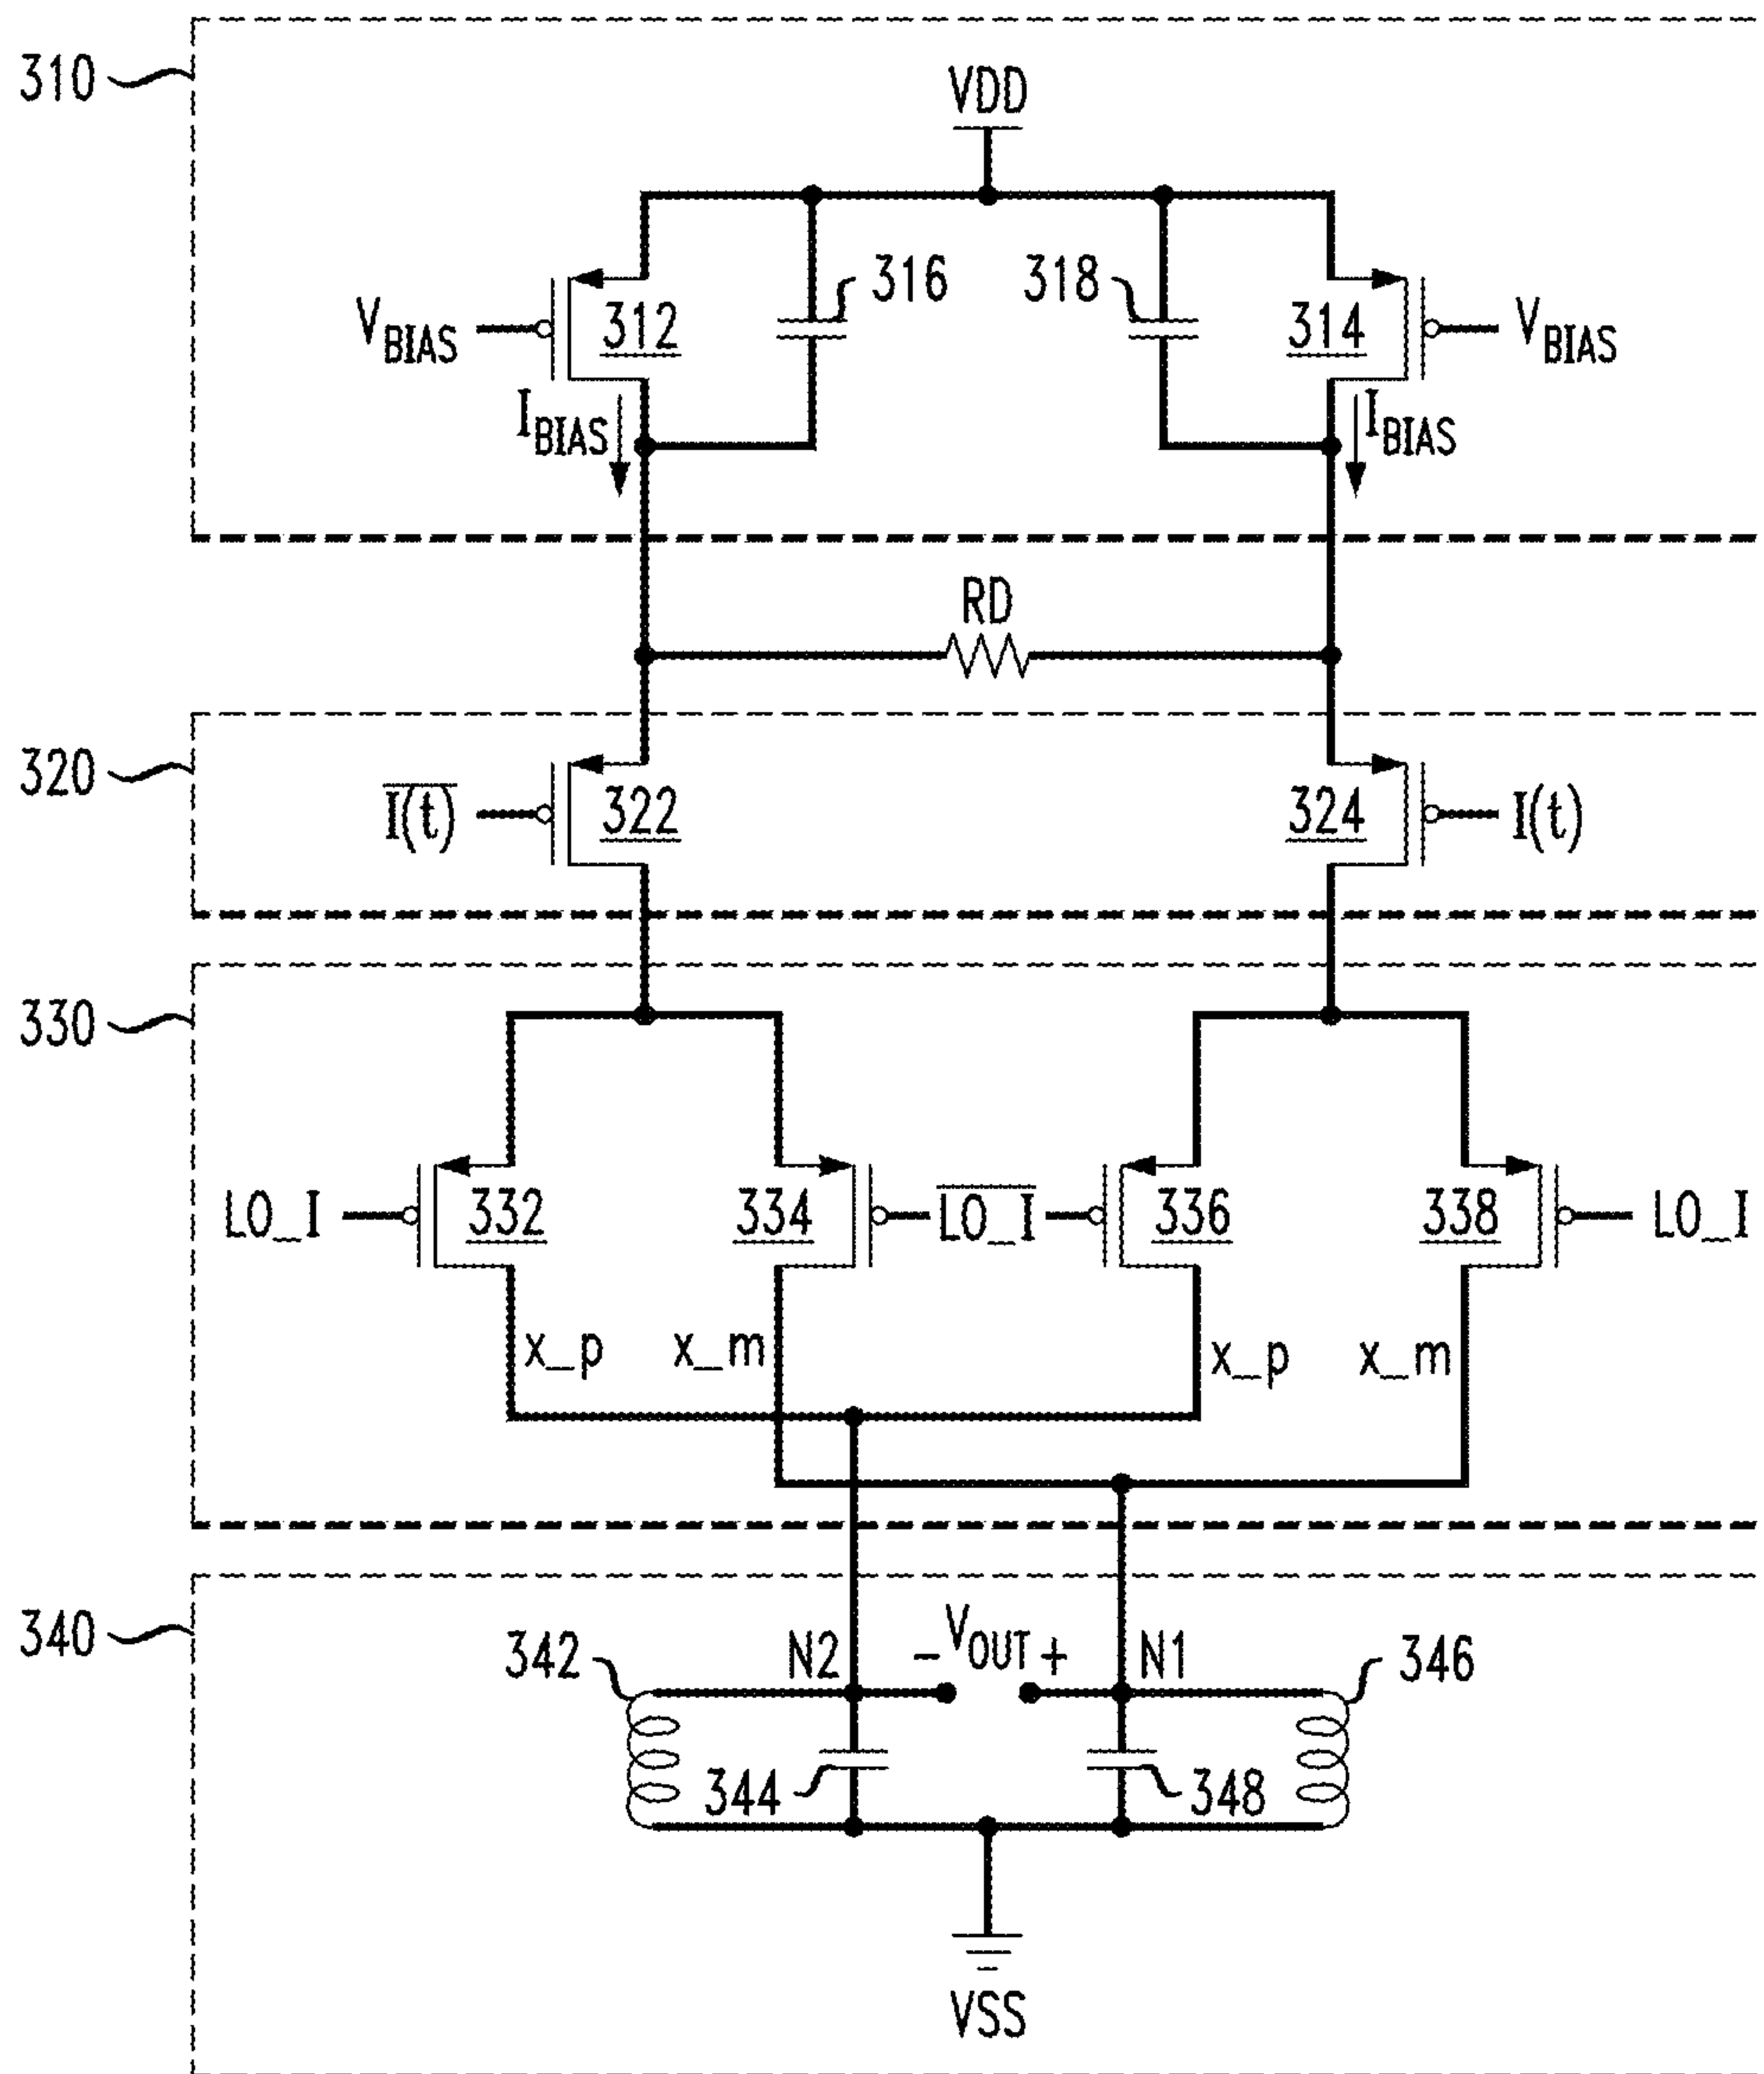 310
VDD
316
318
V_BIAS
312
314
V_BIAS
I_BIAS
I_BIAS
RD
320
I(t)̅
322
324
I(t)
330
LO_I
332
334
L̅O̅_̅I̅
336
338
LO_I
x_p
x_m
x_p
x_m
340
342
N2
- V_OUT +
N1
346
344
348
VSS